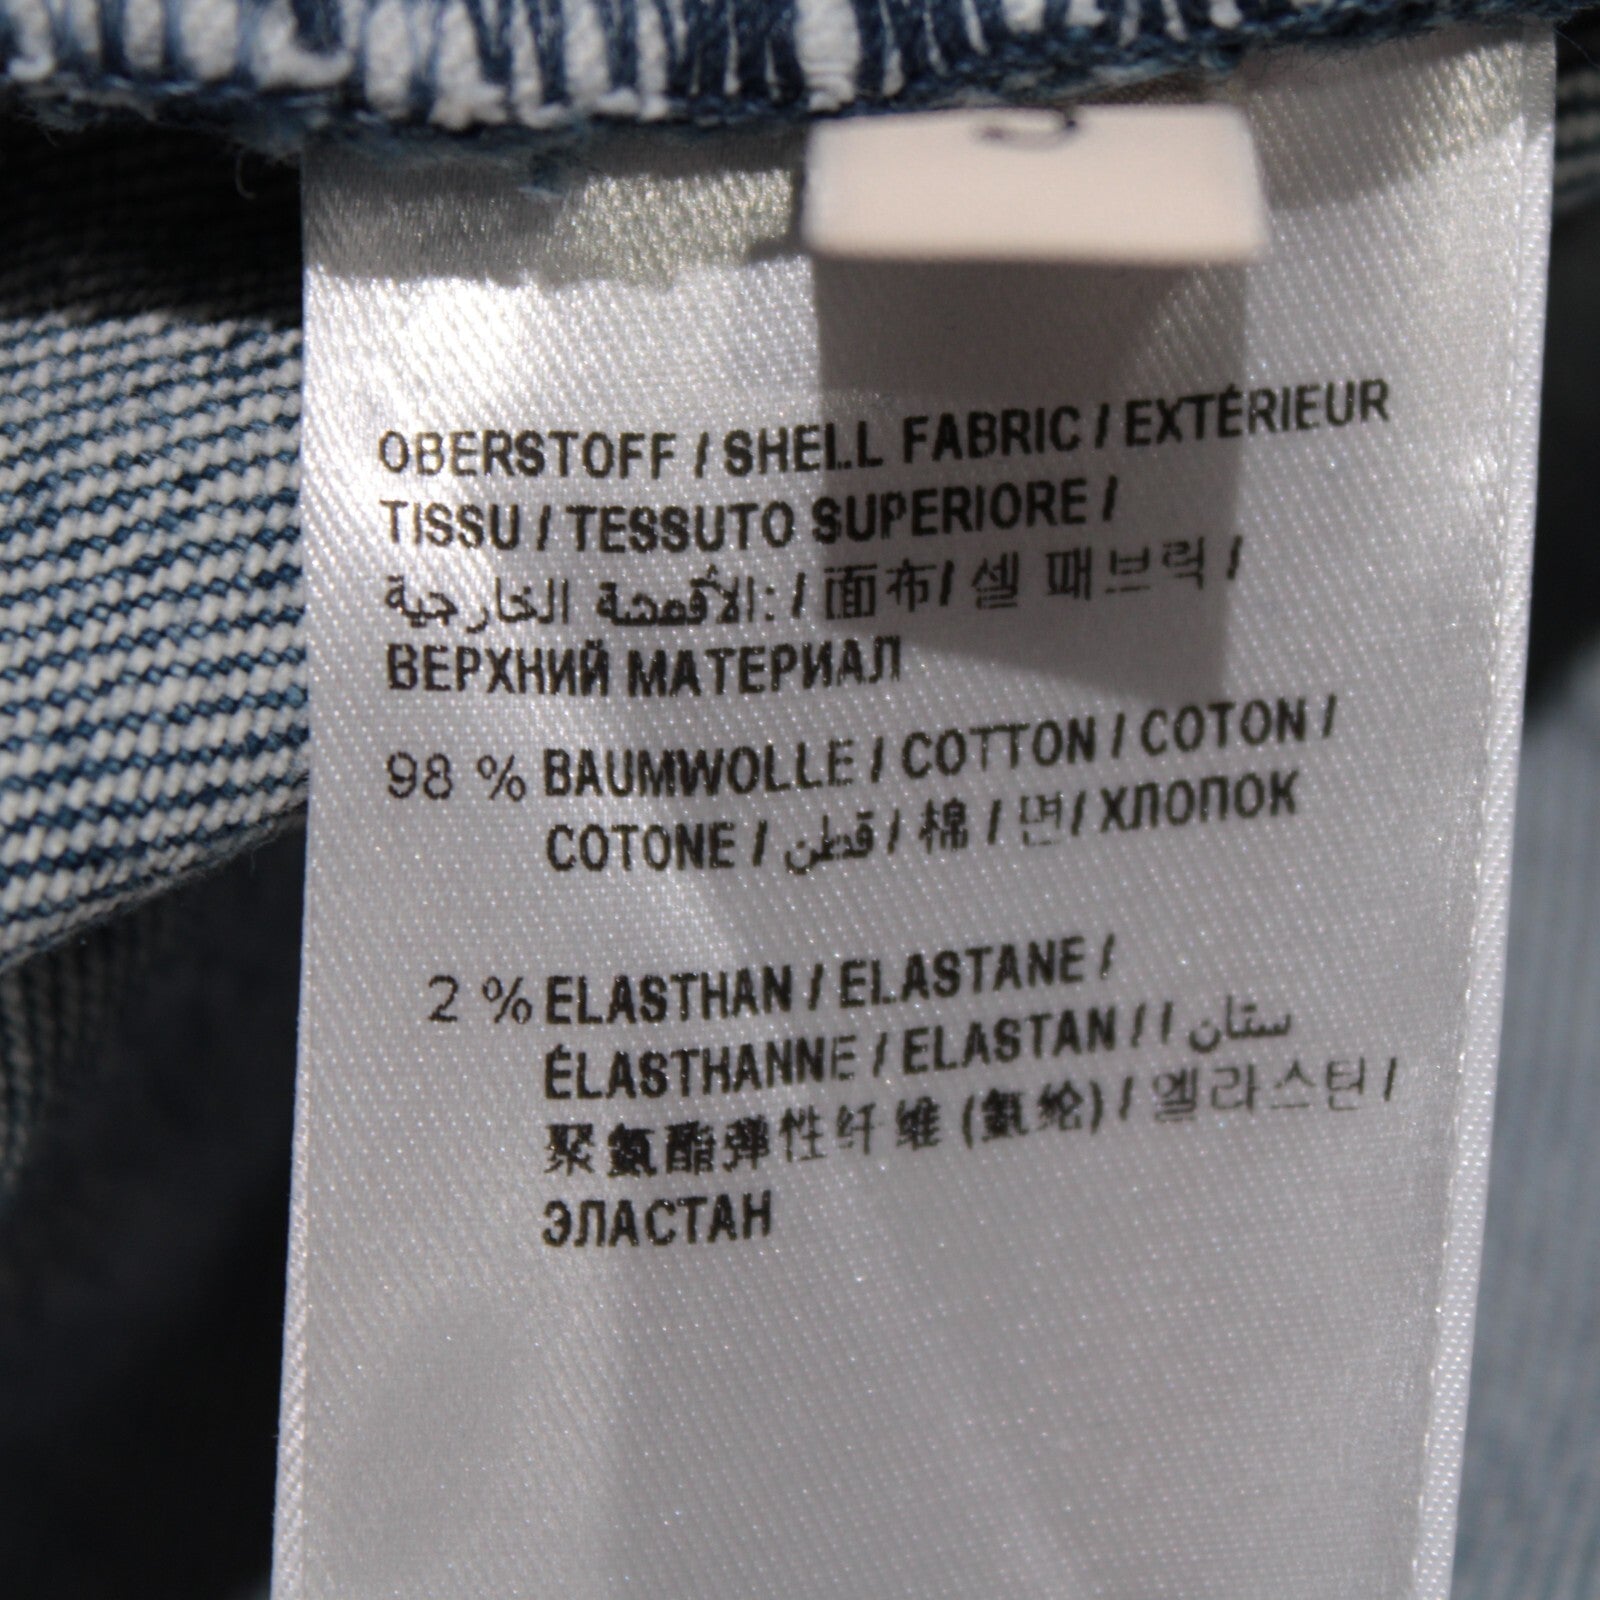 OBERSTOFF / SHELL FABRIC / EXTÉRIEUR
TISSU / TESSUTO SUPERIORE /
الأقمشة الخارجية: / 面布 / 셀 패브릭 /
ВЕРХНИЙ МАТЕРИАЛ
98 % BAUMWOLLE / COTTON / COTON /
COTONE / قطن / 棉 / 면 / ХЛОПОК
2 % ELASTHAN / ELASTANE /
ÉLASTHANNE / ELASTAN / / ستان
聚氨酯弹性纤维 (氨纶) / 엘라스틴 /
ЭЛАСТАН